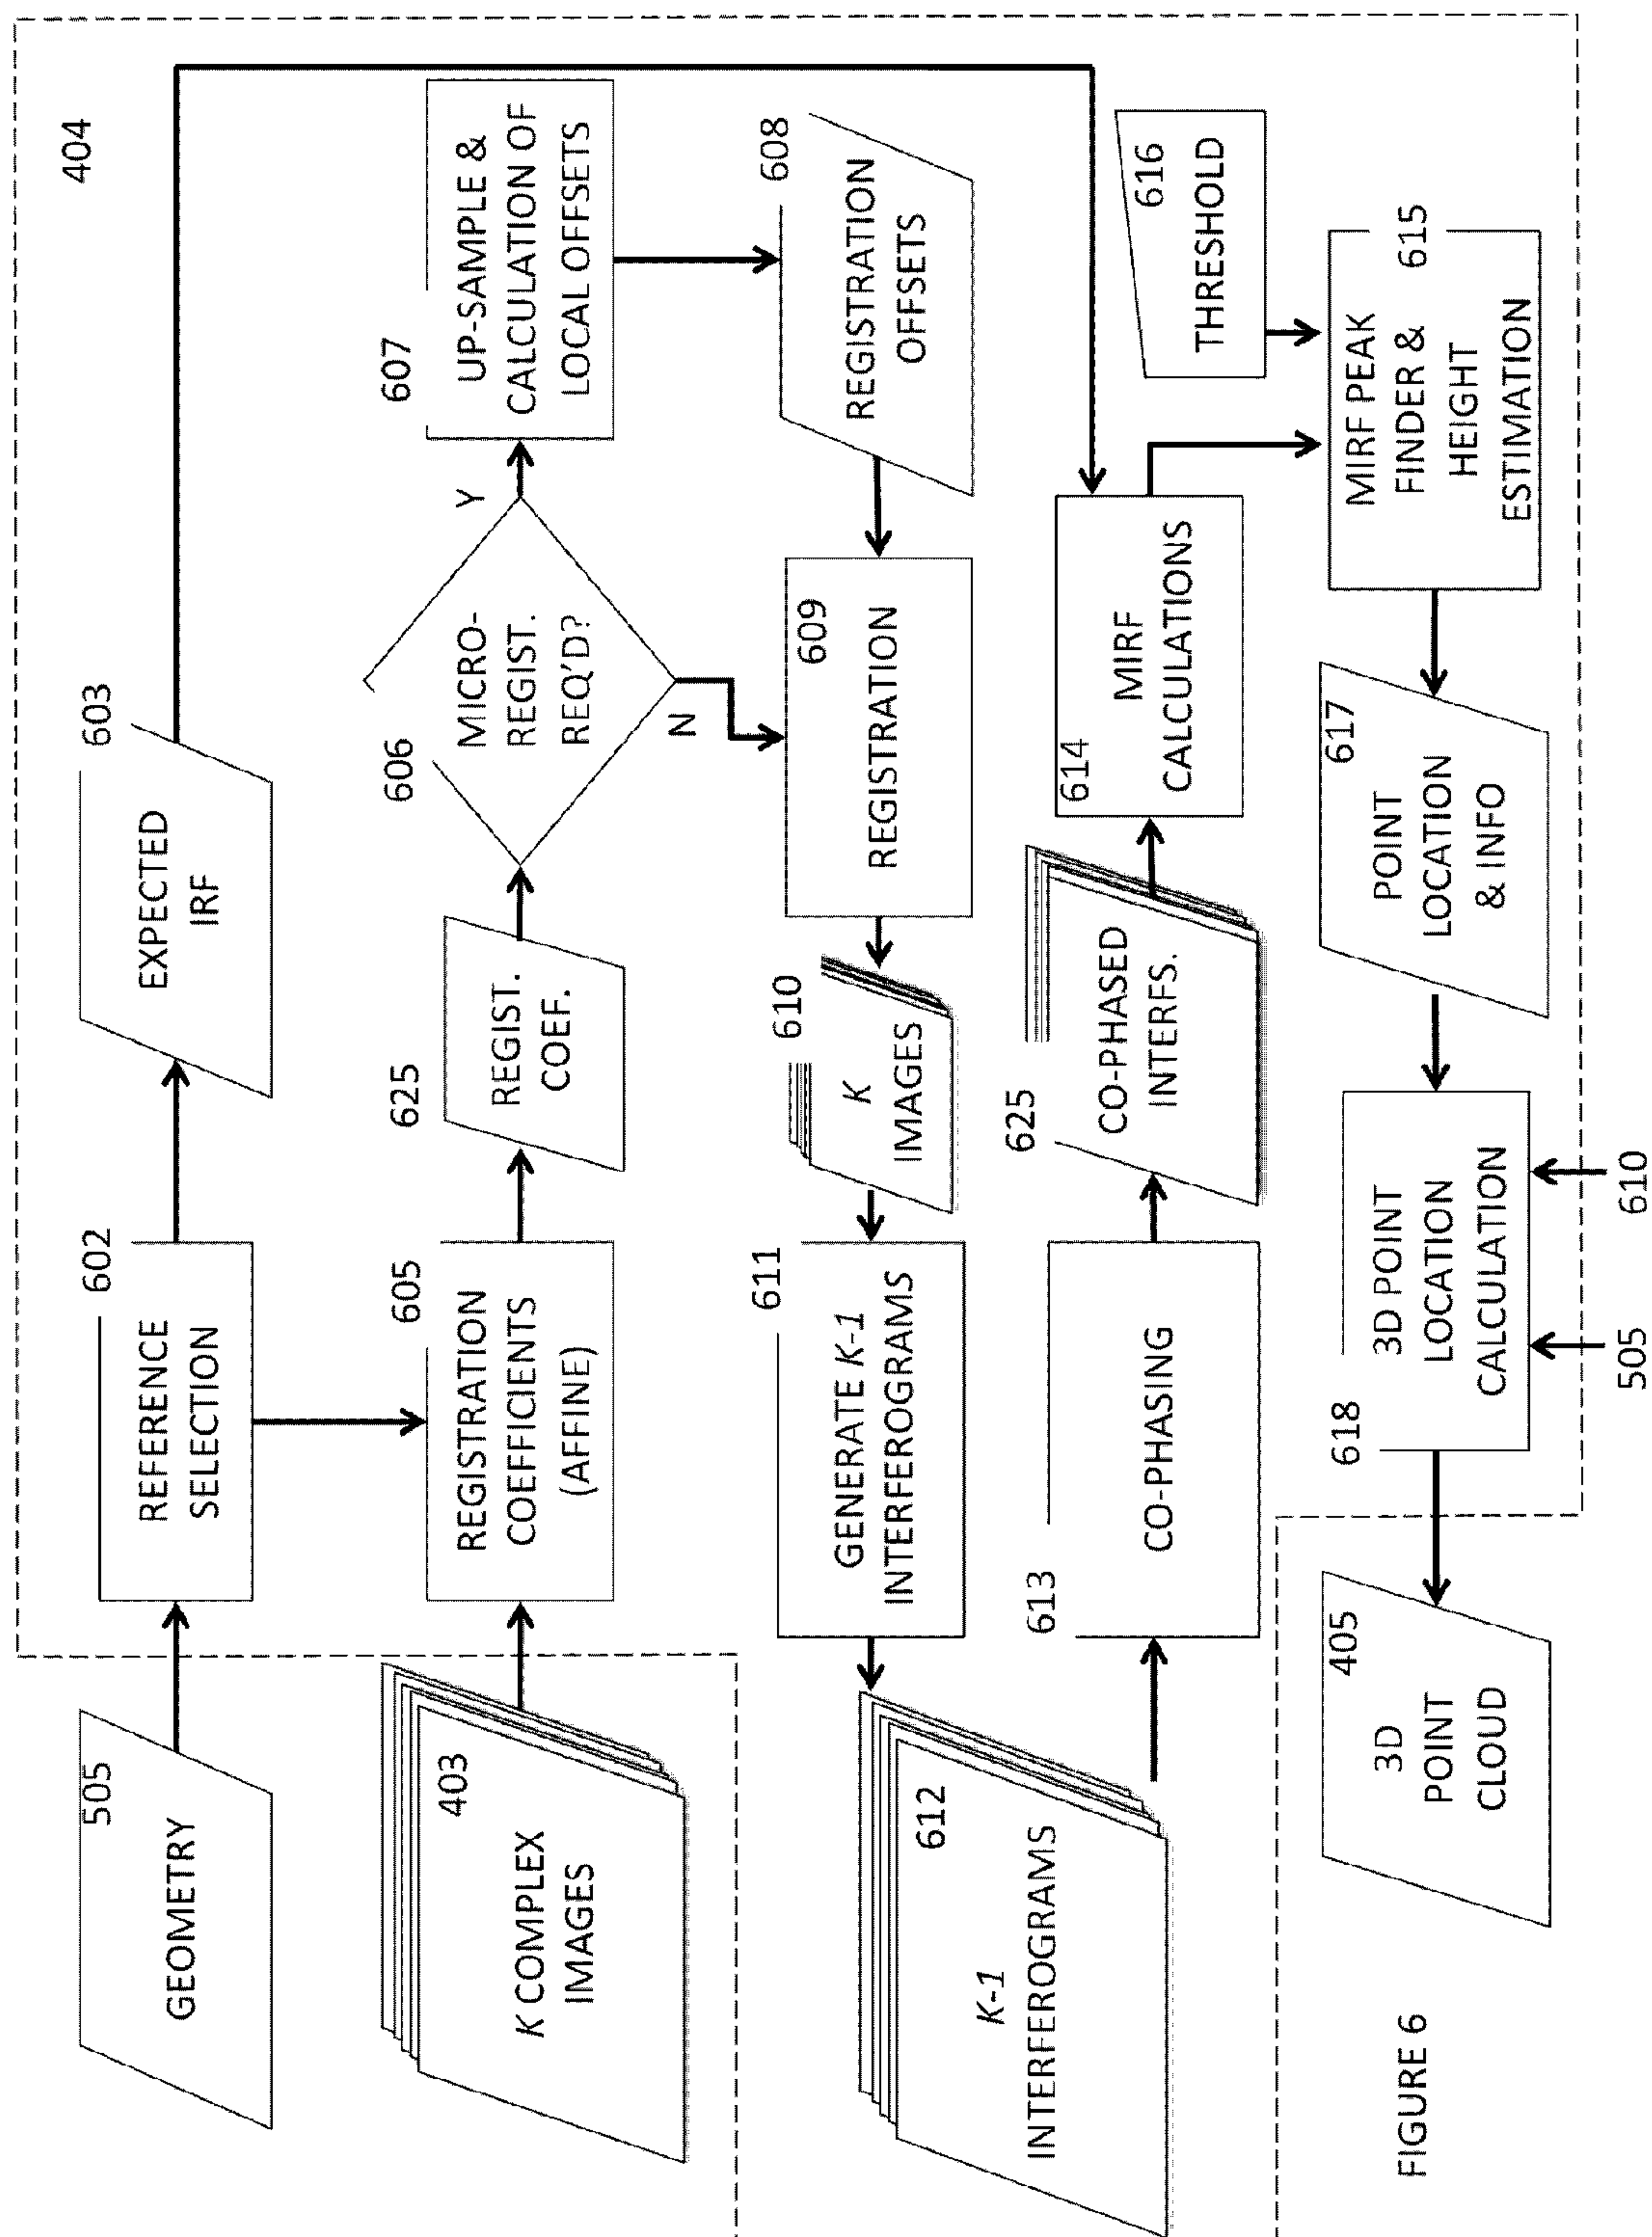 404
505
GEOMETRY
602
REFERENCE
SELECTION
603
EXPECTED
IRF
403
K COMPLEX
IMAGES
605
REGISTRATION
COEFFICIENTS
(AFFINE)
625
REGIST.
COEF.
606
MICRO-
REGIST.
REQ'D?
Y
N
607
UP-SAMPLE &
CALCULATION OF
LOCAL OFFSETS
608
REGISTRATION
OFFSETS
609
REGISTRATION
610
K
IMAGES
611
GENERATE K-1
INTERFEROGRAMS
612
K-1
INTERFEROGRAMS
613
CO-PHASING
625
CO-PHASED
INTERFS.
614
MIRF
CALCULATIONS
616
THRESHOLD
615
MIRF PEAK
FINDER &
HEIGHT
ESTIMATION
617
POINT
LOCATION
& INFO
618
3D POINT
LOCATION
CALCULATION
505
610
405
3D
POINT
CLOUD
FIGURE 6